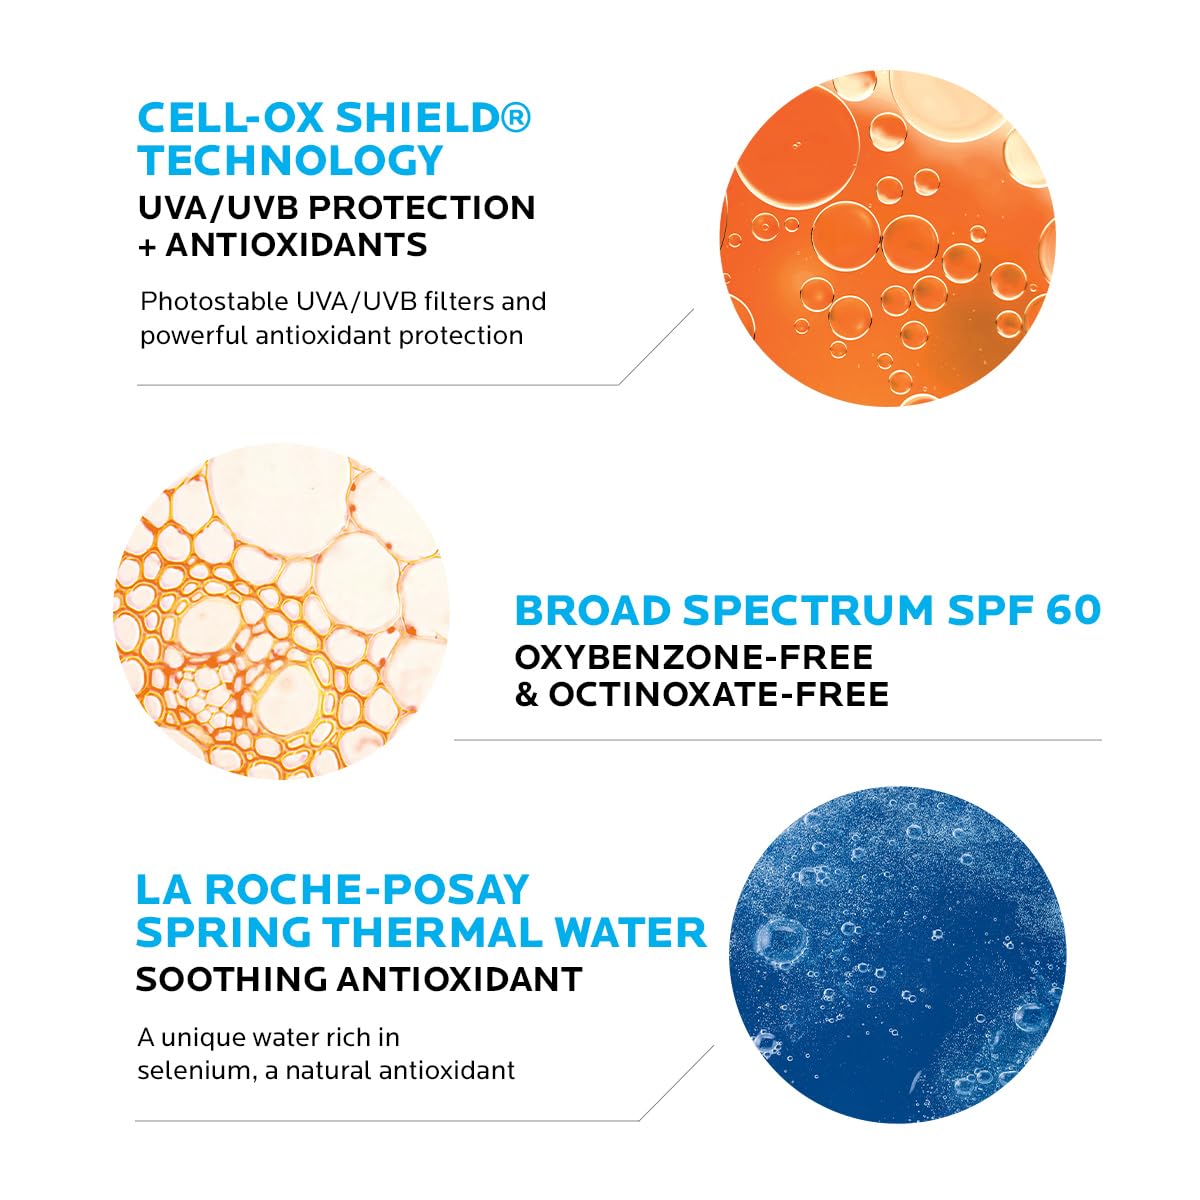 CELL-OX SHIELD®
TECHNOLOGY
UVA/UVB PROTECTION
+ ANTIOXIDANTS
Photostable UVA/UVB filters and
powerful antioxidant protection
BROAD SPECTRUM SPF 60
OXYBENZONE-FREE
& OCTINOXATE-FREE
LA ROCHE-POSAY
SPRING THERMAL WATER
SOOTHING ANTIOXIDANT
A unique water rich in
selenium, a natural antioxidant